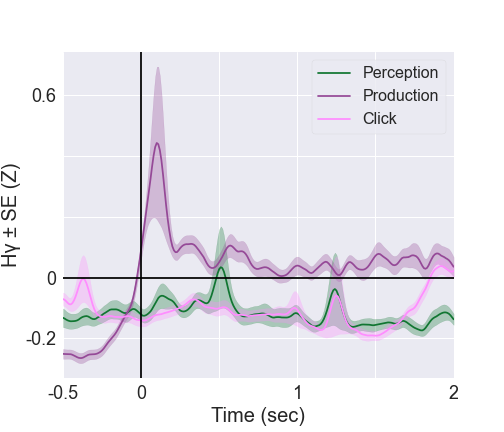 Perception
Production
Click
0.6
0
-0.2
Hγ ± SE (Z)
-0.5
0
1
2
Time (sec)